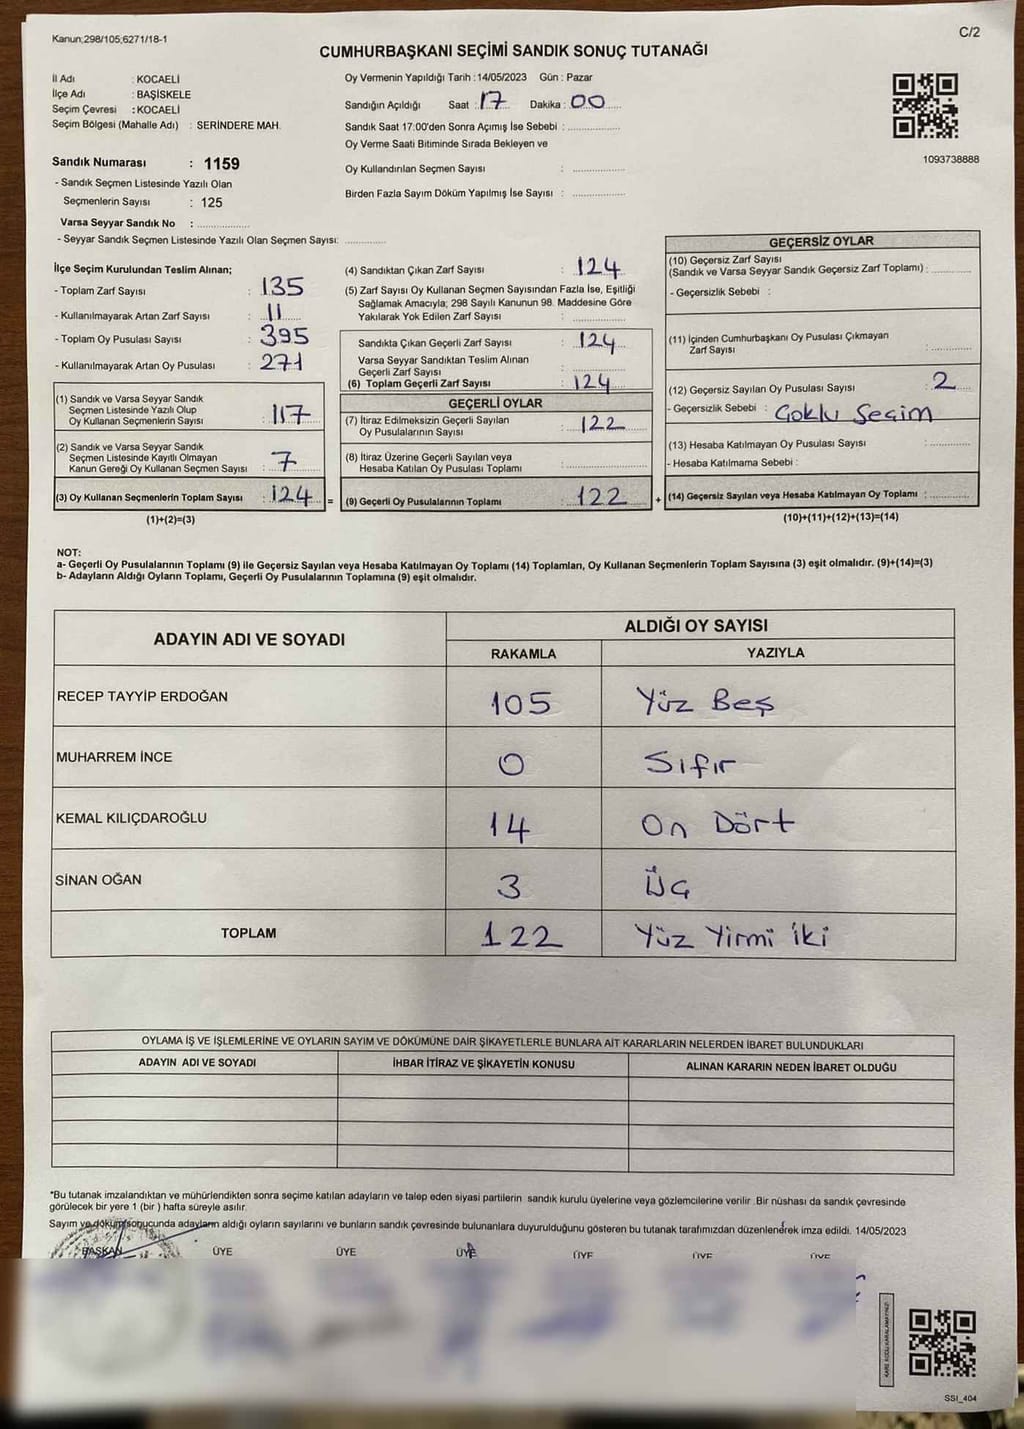 Kanun;298/105;6271/18-1
C/2
CUMHURBAŞKANI SEÇİMİ SANDIK SONUÇ TUTANAĞI
İl Adı : KOCAELİ
İlçe Adı : BAŞİSKELE
Seçim Çevresi : KOCAELİ
Seçim Bölgesi (Mahalle Adı) : SERİNDERE MAH.
Sandık Numarası : 1159
- Sandık Seçmen Listesinde Yazılı Olan
Seçmenlerin Sayısı : 125
Varsa Seyyar Sandık No : ................
- Seyyar Sandık Seçmen Listesinde Yazılı Olan Seçmen Sayısı: ............
Oy Vermenin Yapıldığı Tarih : 14/05/2023 Gün : Pazar
Sandığın Açıldığı Saat : 17 Dakika : 00
Sandık Saat 17:00'den Sonra Açımış İse Sebebi : ................
Oy Verme Saati Bitiminde Sırada Bekleyen ve
Oy Kullandırılan Seçmen Sayısı : ................
Birden Fazla Sayım Döküm Yapılmış İse Sayısı : ................
1093738888
İlçe Seçim Kurulundan Teslim Alınan;
- Toplam Zarf Sayısı : 135
- Kullanılmayarak Artan Zarf Sayısı : 11
- Toplam Oy Pusulası Sayısı : 395
- Kullanılmayarak Artan Oy Pusulası : 271
(1) Sandık ve Varsa Seyyar Sandık
Seçmen Listesinde Yazılı Olup
Oy Kullanan Seçmenlerin Sayısı : 117
(2) Sandık ve Varsa Seyyar Sandık
Seçmen Listesinde Kayıtlı Olmayan
Kanun Gereği Oy Kullanan Seçmen Sayısı : 7
(3) Oy Kullanan Seçmenlerin Toplam Sayısı : 124
(1)+(2)=(3)
(4) Sandıktan Çıkan Zarf Sayısı : 124
(5) Zarf Sayısı Oy Kullanan Seçmen Sayısından Fazla İse, Eşitliği
Sağlamak Amacıyla; 298 Sayılı Kanunun 98. Maddesine Göre
Yakılarak Yok Edilen Zarf Sayısı : ................
Sandıkta Çıkan Geçerli Zarf Sayısı : 124
Varsa Seyyar Sandıktan Teslim Alınan
Geçerli Zarf Sayısı : ................
(6) Toplam Geçerli Zarf Sayısı : 124
GEÇERLİ OYLAR
(7) İtiraz Edilmeksizin Geçerli Sayılan
Oy Pusulalarının Sayısı : 122
(8) İtiraz Üzerine Geçerli Sayılan veya
Hesaba Katılan Oy Pusulası Toplamı : ................
= (9) Geçerli Oy Pusulalarının Toplamı : 122 +
GEÇERSİZ OYLAR
(10) Geçersiz Zarf Sayısı
(Sandık ve Varsa Seyyar Sandık Geçersiz Zarf Toplamı) : ............
- Geçersizlik Sebebi :
(11) İçinden Cumhurbaşkanı Oy Pusulası Çıkmayan
Zarf Sayısı : ............
(12) Geçersiz Sayılan Oy Pusulası Sayısı : 2
- Geçersizlik Sebebi : Çoklu Seçim
(13) Hesaba Katılmayan Oy Pusulası Sayısı : ............
- Hesaba Katılmama Sebebi :
(14) Geçersiz Sayılan veya Hesaba Katılmayan Oy Toplamı : ............
(10)+(11)+(12)+(13)=(14)
NOT:
a- Geçerli Oy Pusulalarının Toplamı (9) ile Geçersiz Sayılan veya Hesaba Katılmayan Oy Toplamı (14) Toplamları, Oy Kullanan Seçmenlerin Toplam Sayısına (3) eşit olmalıdır. (9)+(14)=(3)
b- Adayların Aldığı Oyların Toplamı, Geçerli Oy Pusulalarının Toplamına (9) eşit olmalıdır.
ADAYIN ADI VE SOYADI
ALDIĞI OY SAYISI
RAKAMLA YAZIYLA
RECEP TAYYİP ERDOĞAN 105 Yüz Beş
MUHARREM İNCE 0 Sıfır
KEMAL KILIÇDAROĞLU 14 On Dört
SİNAN OĞAN 3 Üç
TOPLAM 122 Yüz Yirmi İki
OYLAMA İŞ VE İŞLEMLERİNE VE OYLARIN SAYIM VE DÖKÜMÜNE DAİR ŞİKAYETLERLE BUNLARA AİT KARARLARIN NELERDEN İBARET BULUNDUKLARI
ADAYIN ADI VE SOYADI İHBAR İTİRAZ VE ŞİKAYETİN KONUSU ALINAN KARARIN NEDEN İBARET OLDUĞU
*Bu tutanak imzalandıktan ve mühürlendikten sonra seçime katılan adayların ve talep eden siyasi partilerin sandık kurulu üyelerine veya gözlemcilerine verilir .Bir nüshası da sandık çevresinde
görülecek bir yere 1 (bir ) hafta süreyle asılır.
Sayım ve döküm sonucunda adayların aldığı oyların sayılarını ve bunların sandık çevresinde bulunanlara duyurulduğunu gösteren bu tutanak tarafımızdan düzenlenerek imza edildi. 14/05/2023
BAŞKAN ÜYE ÜYE ÜYE ÜYE ÜYE ÜYE
KARE KODU KARALAMAYINIZ!
SSI_404